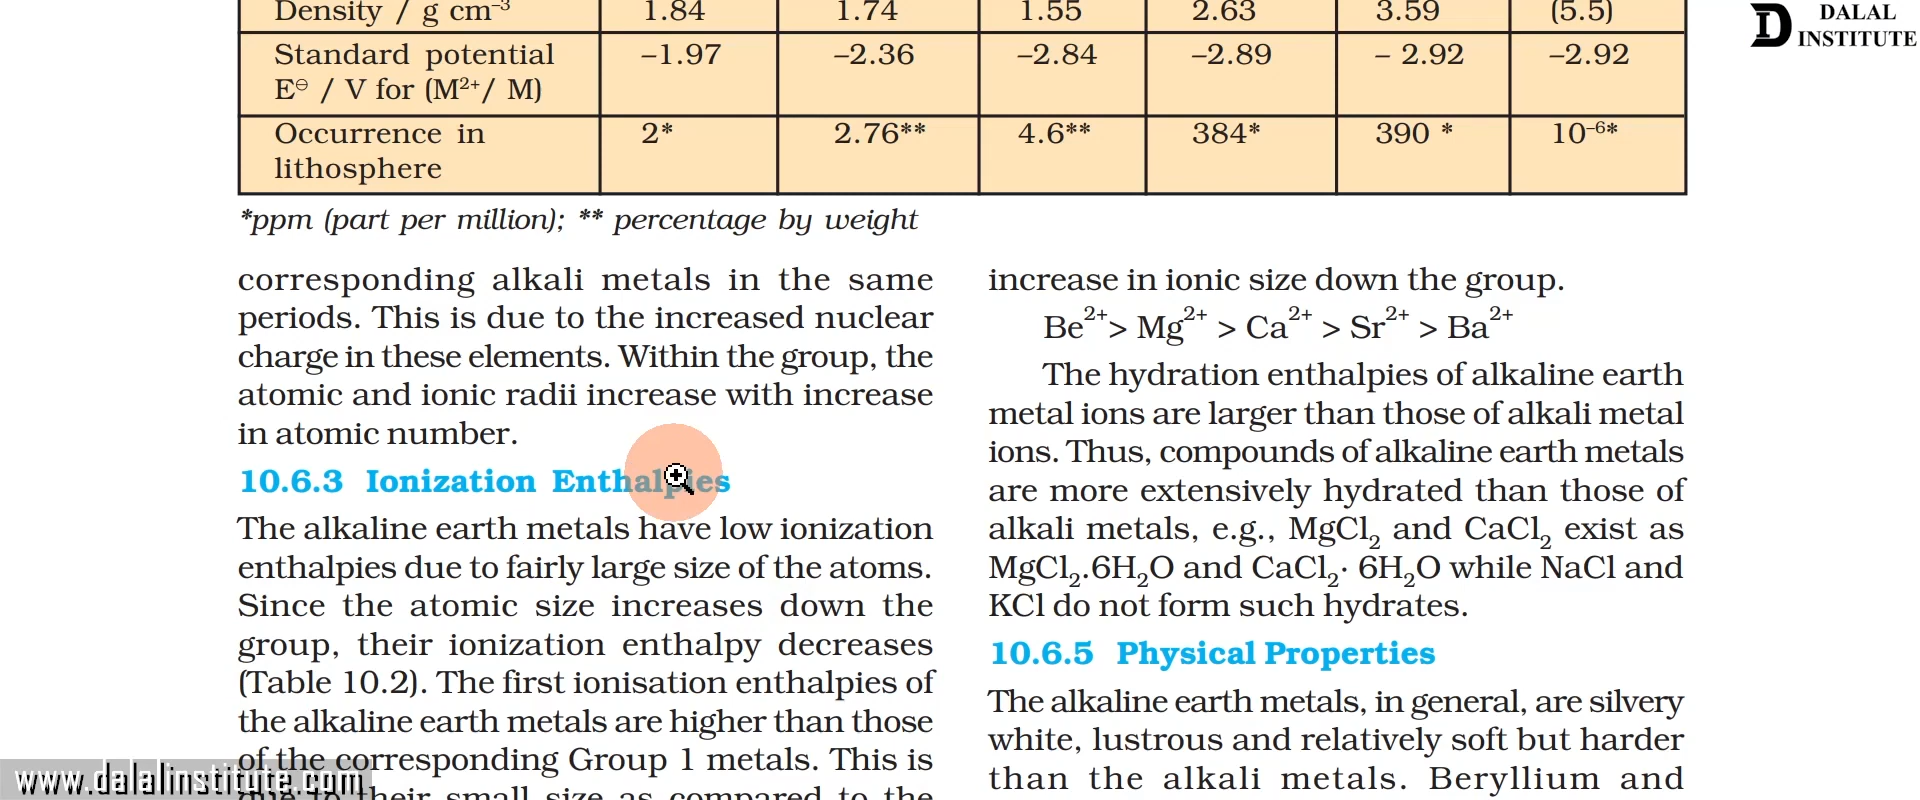 Density / g cm⁻³ 1.84 1.74 1.55 2.63 3.59 (5.5)
Standard potential –1.97 –2.36 –2.84 –2.89 – 2.92 –2.92
E⊖ / V for (M²⁺/ M)
Occurrence in 2* 2.76** 4.6** 384* 390 * 10⁻⁶*
lithosphere
*ppm (part per million); ** percentage by weight
corresponding alkali metals in the same
periods. This is due to the increased nuclear
charge in these elements. Within the group, the
atomic and ionic radii increase with increase
in atomic number.
10.6.3 Ionization Enthalpies
The alkaline earth metals have low ionization
enthalpies due to fairly large size of the atoms.
Since the atomic size increases down the
group, their ionization enthalpy decreases
(Table 10.2). The first ionisation enthalpies of
the alkaline earth metals are higher than those
of the corresponding Group 1 metals. This is
due to their small size as compared to the
increase in ionic size down the group.
Be²⁺> Mg²⁺ > Ca²⁺ > Sr²⁺ > Ba²⁺
The hydration enthalpies of alkaline earth
metal ions are larger than those of alkali metal
ions. Thus, compounds of alkaline earth metals
are more extensively hydrated than those of
alkali metals, e.g., MgCl₂ and CaCl₂ exist as
MgCl₂.6H₂O and CaCl₂· 6H₂O while NaCl and
KCl do not form such hydrates.
10.6.5 Physical Properties
The alkaline earth metals, in general, are silvery
white, lustrous and relatively soft but harder
than the alkali metals. Beryllium and
DALAL
INSTITUTE
www.dalalinstitute.com